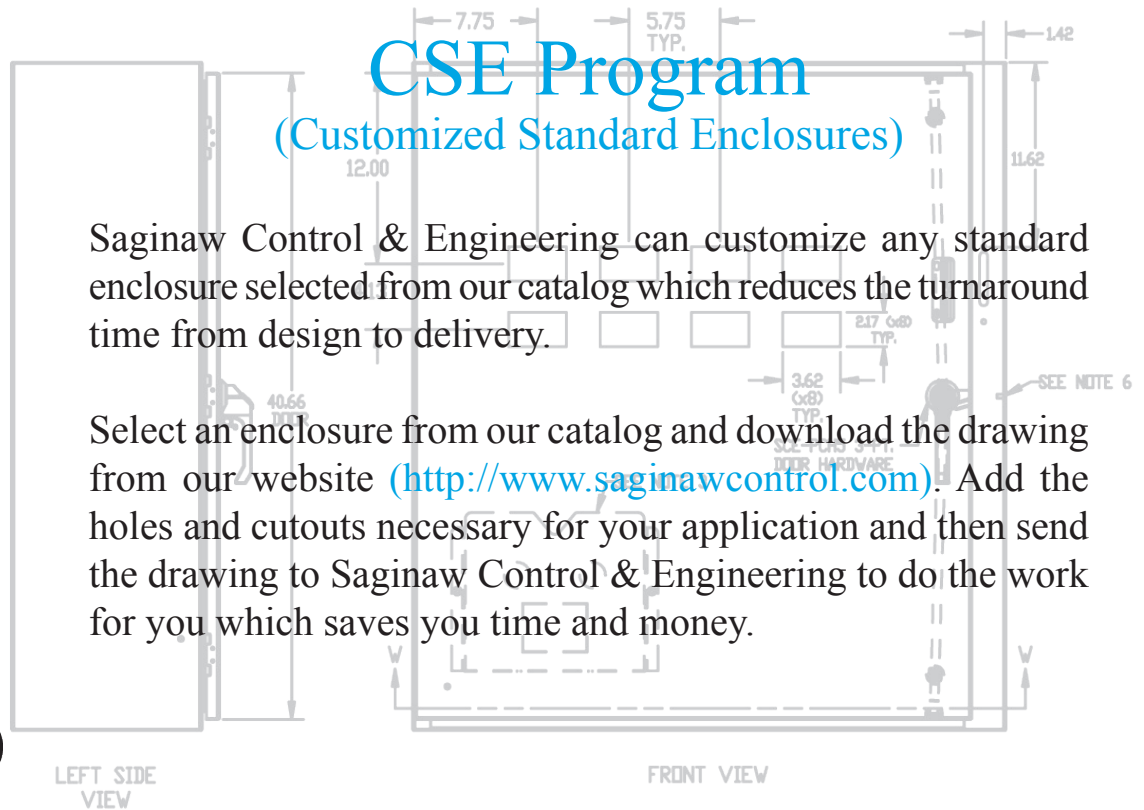 7.75
5.75
TYP.
1.42
CSE Program
(Customized Standard Enclosures)
12.00
11.62
Saginaw Control & Engineering can customize any standard
enclosure selected from our catalog which reduces the turnaround
time from design to delivery.
2.17 (x8)
TYP.
3.62
(x8)
TYP.
SEE NOTE 6
40.66
DOOR
Select an enclosure from our catalog and download the drawing
DOOR HARDWARE
from our website (http://www.saginawcontrol.com). Add the
holes and cutouts necessary for your application and then send
the drawing to Saginaw Control & Engineering to do the work
for you which saves you time and money.
W
W
LEFT SIDE
VIEW
FRONT VIEW